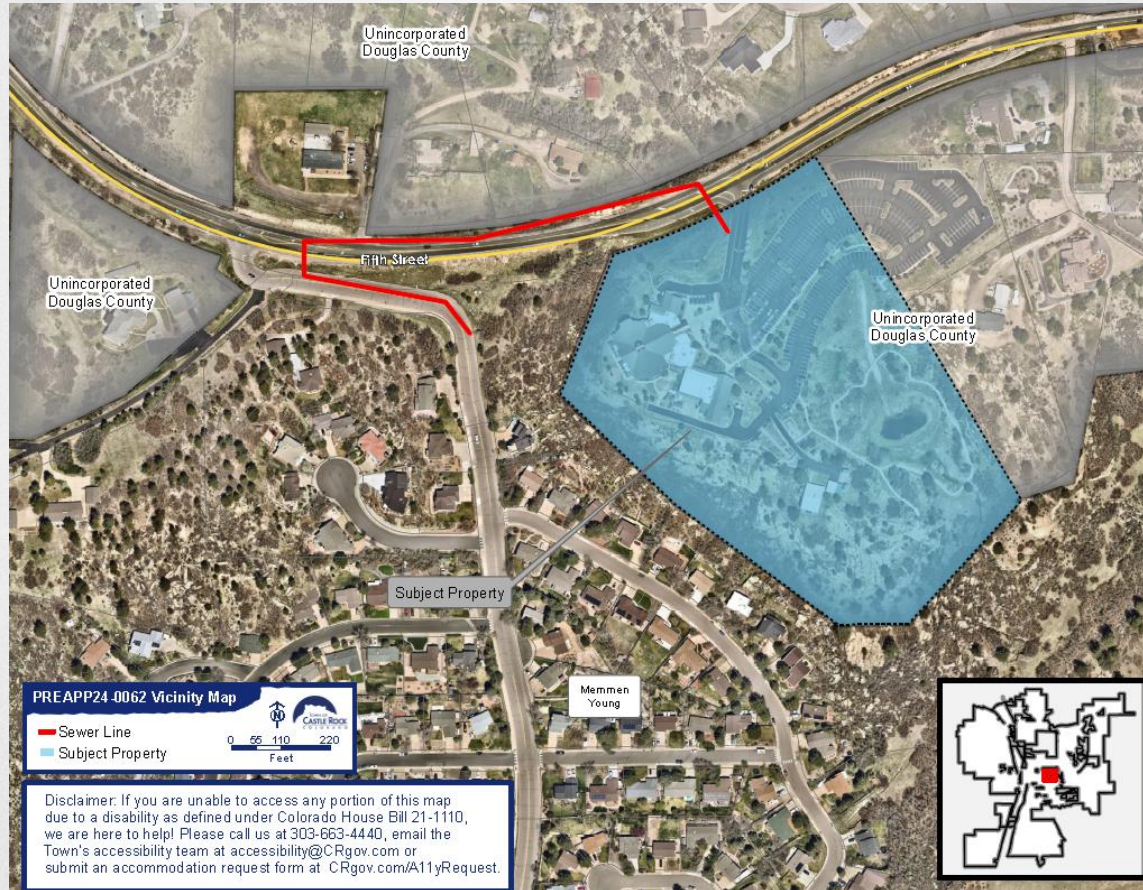 Unincorporated
Douglas County
Fifth Street
Unincorporated
Douglas County
Unincorporated
Douglas County
Subject Property
Memmen
Young
PREAPP24-0062 Vicinity Map
Sewer Line
Subject Property
N
TOWN OF
CASTLE ROCK
COLORADO
0 55 110 220
Feet
Disclaimer: If you are unable to access any portion of this map
due to a disability as defined under Colorado House Bill 21-1110,
we are here to help! Please call us at 303-663-4440, email the
Town's accessibility team at accessibility@CRgov.com or
submit an accommodation request form at CRgov.com/A11yRequest.